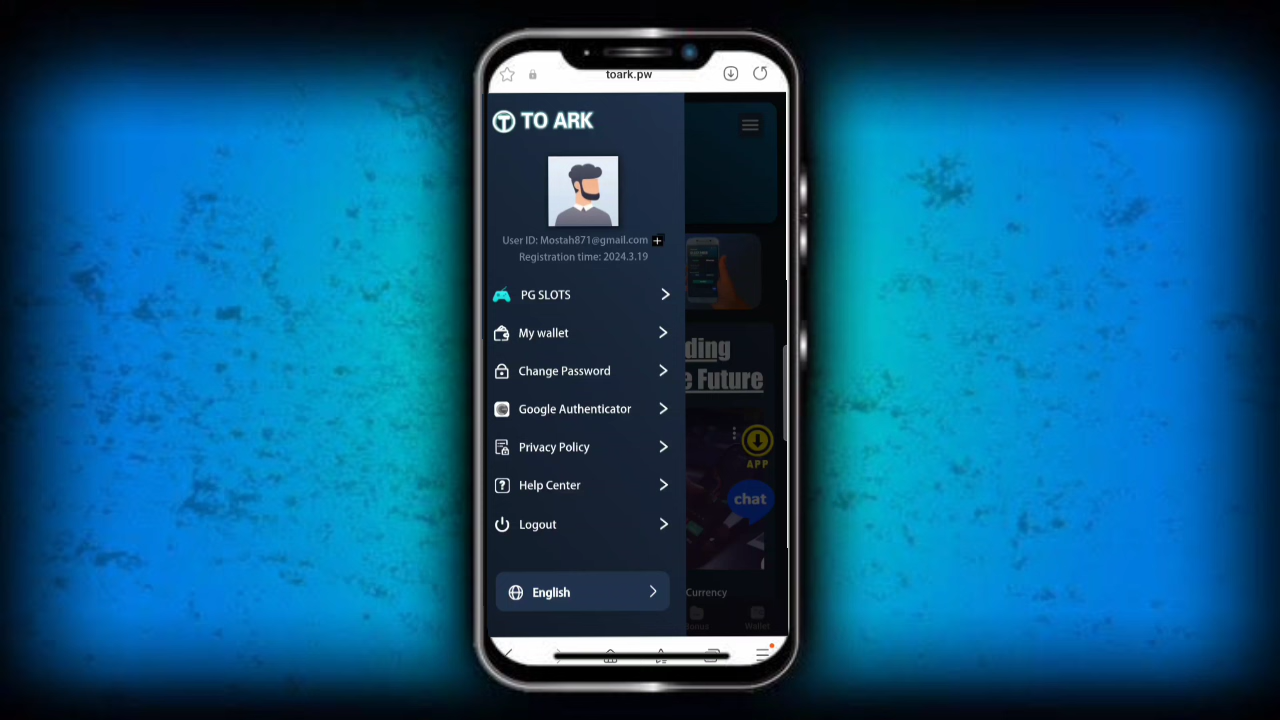 toark.pw
TO ARK
User ID: Mostah871@gmail.com
Registration time: 2024.3.19
PG SLOTS
My wallet
Change Password
Google Authenticator
Privacy Policy
Help Center
Logout
English
ding
e Future
APP
chat
Currency
Wallet